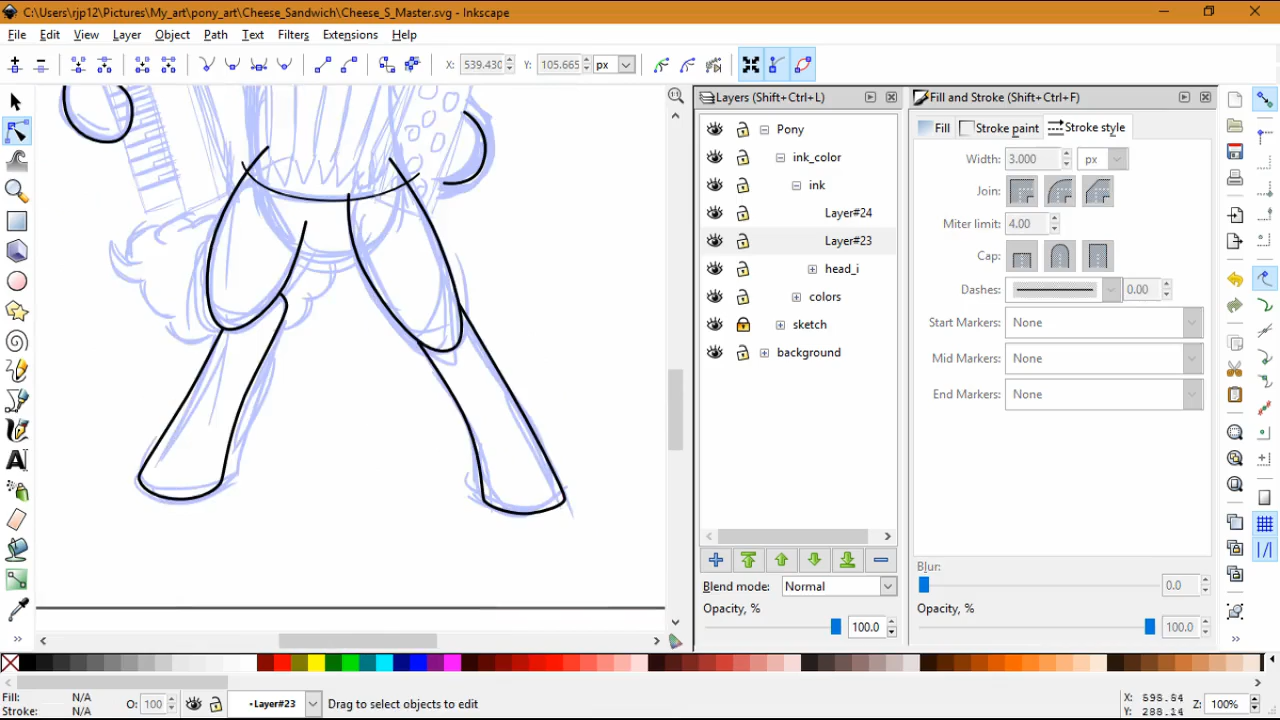 C:\Users\rjp12\Pictures\My_art\pony_art\Cheese_Sandwich\Cheese_S_Master.svg - Inkscape
File Edit View Layer Object Path Text Filters Extensions Help
X: 539.430 Y: 105.665 px
Layers (Shift+Ctrl+L)
Pony
ink_color
ink
Layer#24
Layer#23
head_i
colors
sketch
background
Blend mode: Normal
Opacity, % 100.0
Fill and Stroke (Shift+Ctrl+F)
Fill Stroke paint Stroke style
Width: 3.000 px
Join:
Miter limit: 4.00
Cap:
Dashes: 0.00
Start Markers: None
Mid Markers: None
End Markers: None
Blur: 0.0
Opacity, % 100.0
Fill: N/A
Stroke: N/A
O: 100
•Layer#23
Drag to select objects to edit
X: 598.84
Y: 288.14
Z: 100%